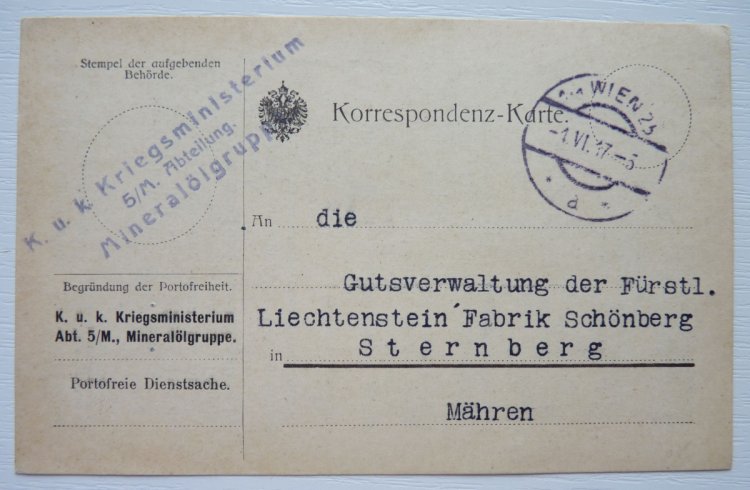 Stempel der aufgebenden
Behörde.
K. u. k. Kriegsministerium
5/M. Abteilung.
Mineralölgruppe
Korrespondenz-Karte.
WIEN 25
-1.VI.17-5
* d *
An die
Gutsverwaltung der Fürstl.
Liechtenstein´Fabrik Schönberg
in Sternberg
Mähren
Begründung der Portofreiheit.
K. u. k. Kriegsministerium
Abt. 5/M., Mineralölgruppe.
Portofreie Dienstsache.